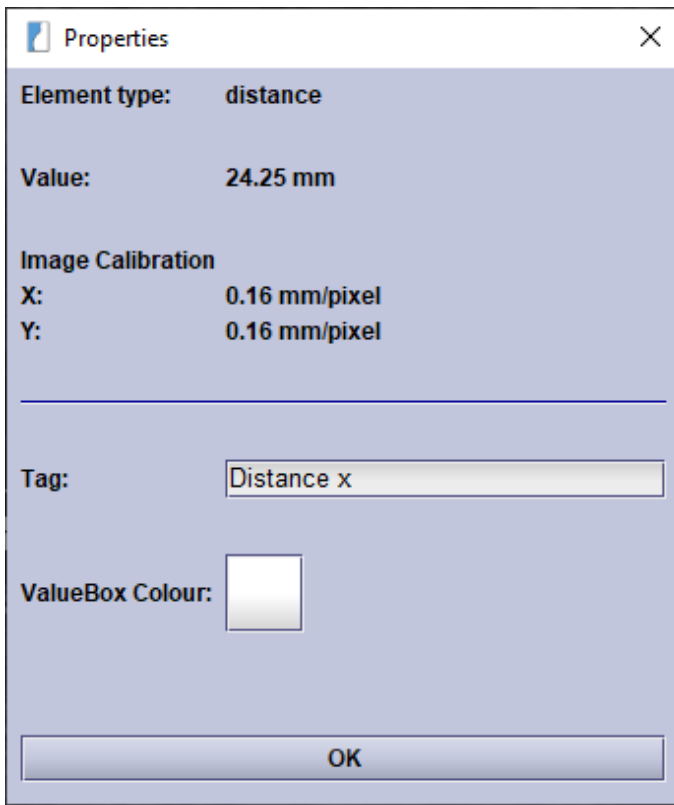 Properties
Element type: distance
Value: 24.25 mm
Image Calibration
X: 0.16 mm/pixel
Y: 0.16 mm/pixel
Tag: Distance x
ValueBox Colour:
OK